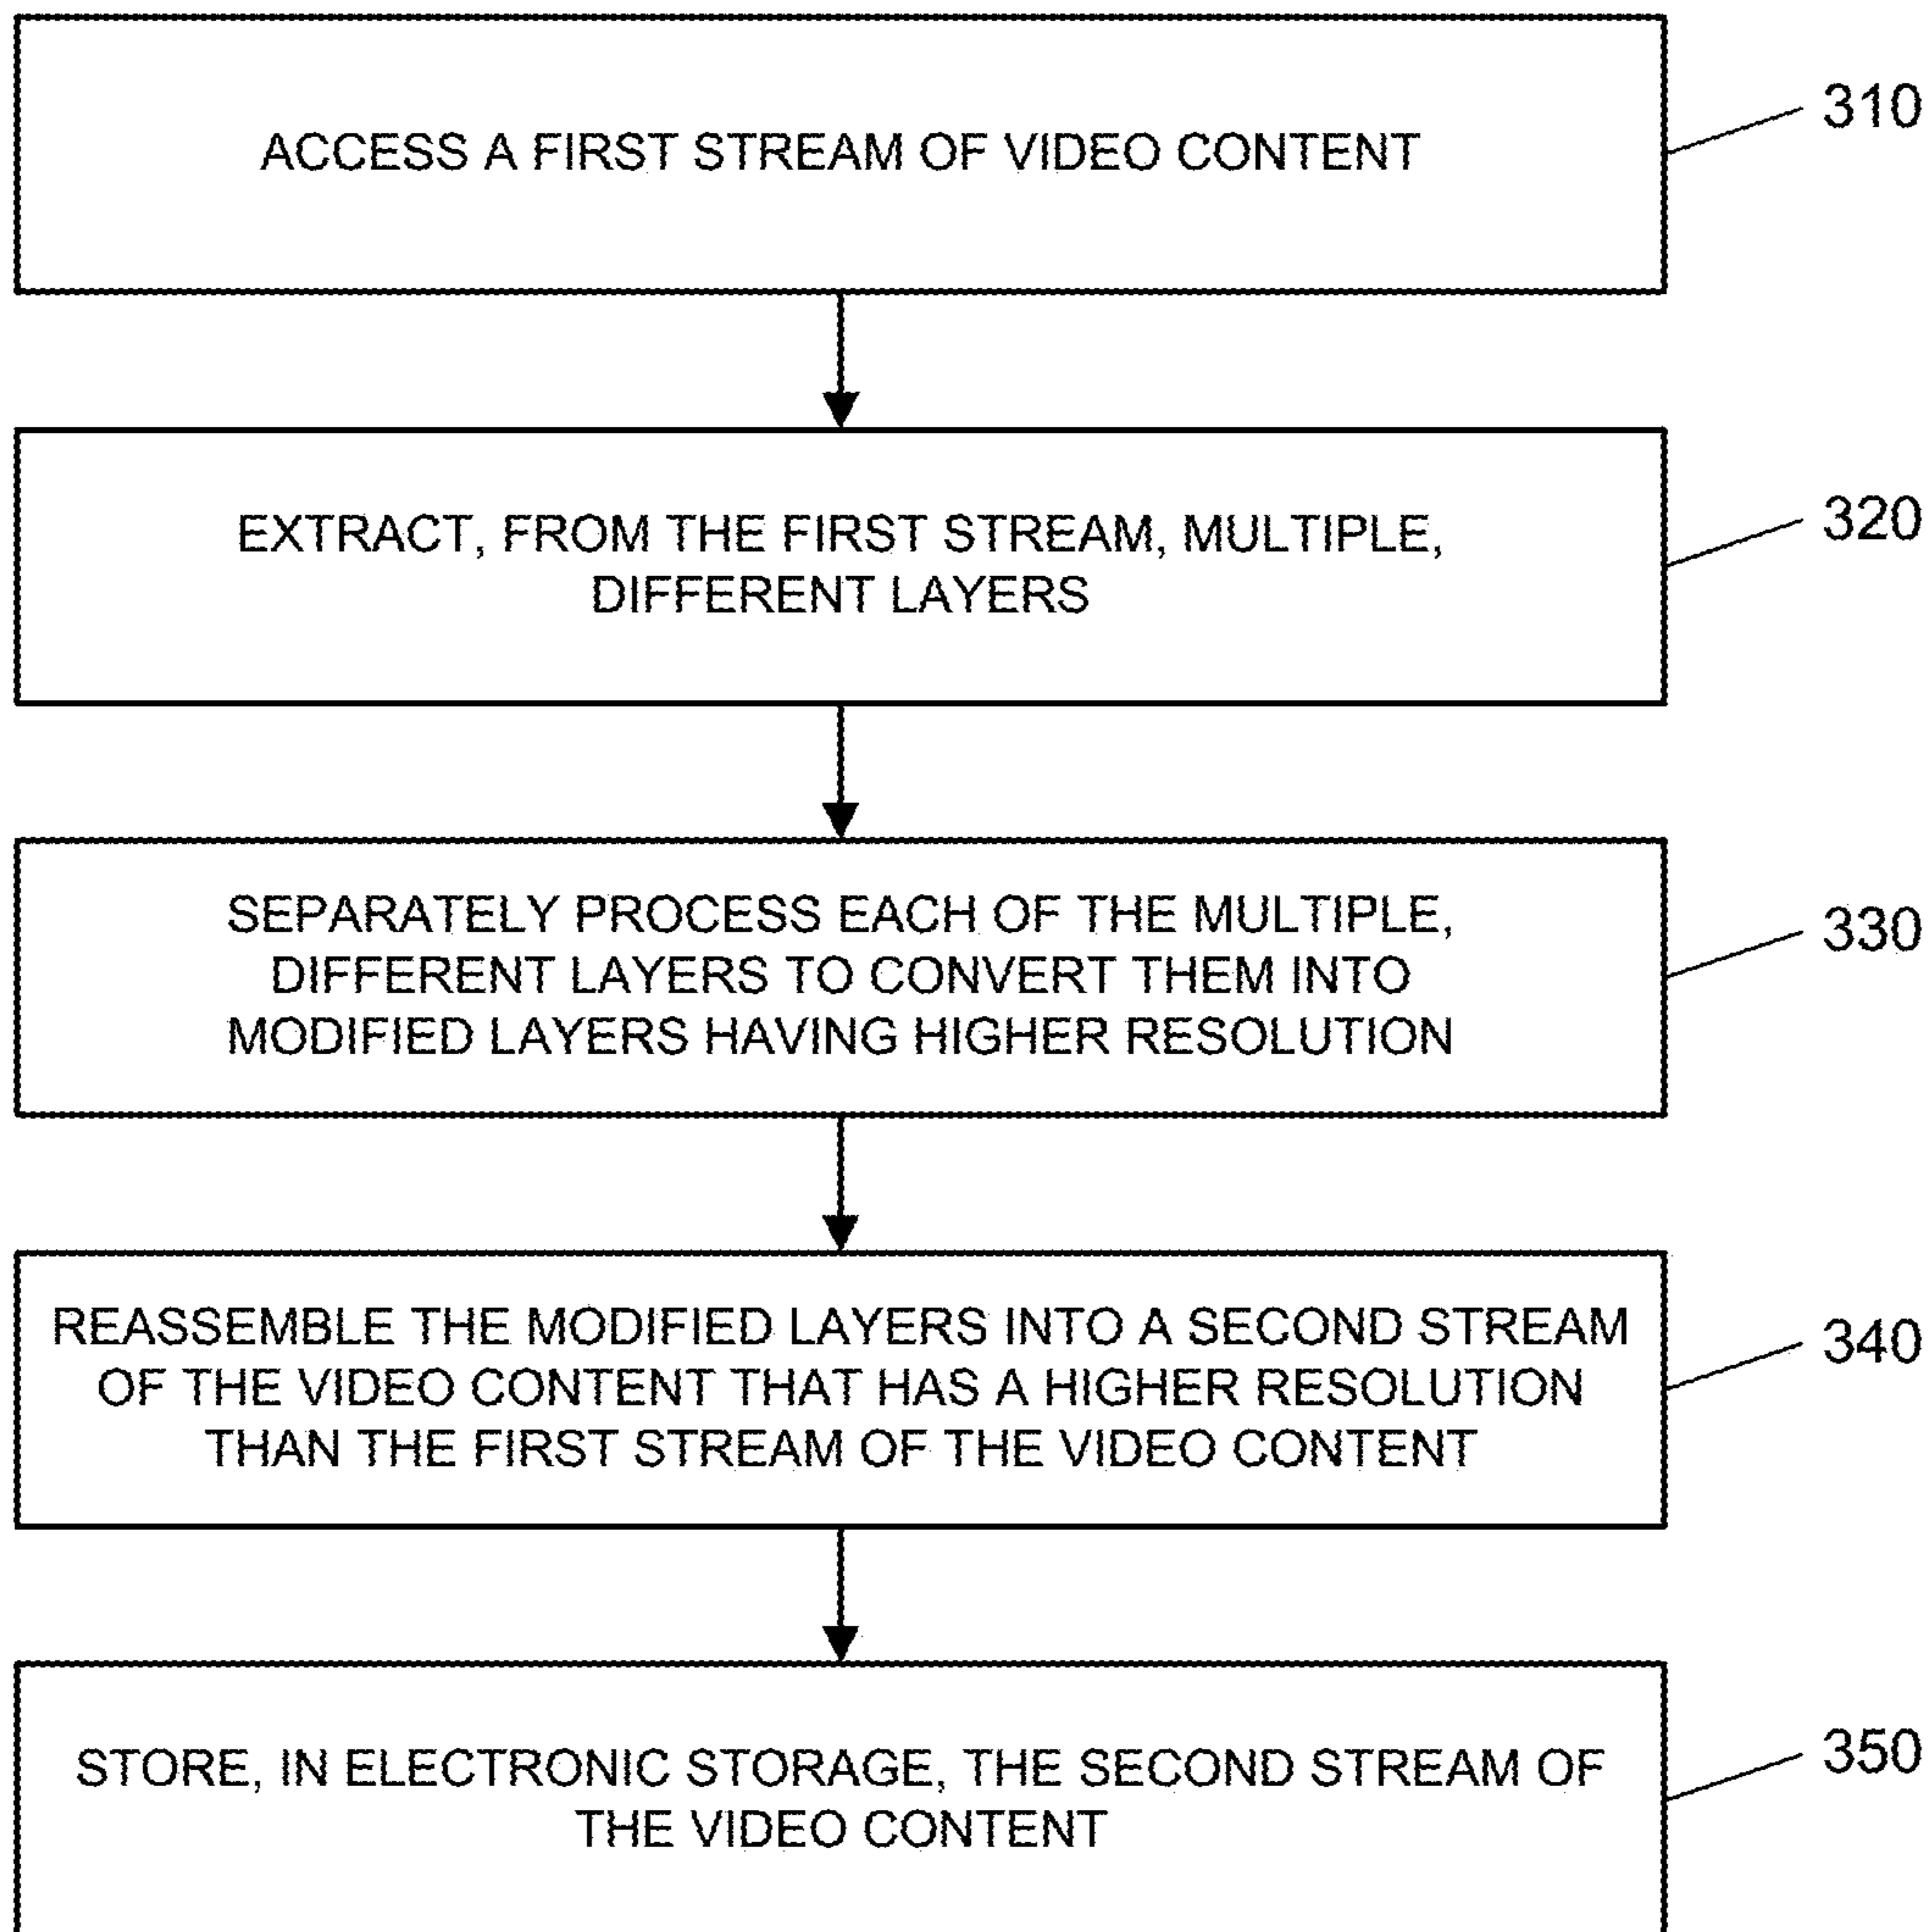 ACCESS A FIRST STREAM OF VIDEO CONTENT
310
EXTRACT, FROM THE FIRST STREAM, MULTIPLE,
DIFFERENT LAYERS
320
SEPARATELY PROCESS EACH OF THE MULTIPLE,
DIFFERENT LAYERS TO CONVERT THEM INTO
MODIFIED LAYERS HAVING HIGHER RESOLUTION
330
REASSEMBLE THE MODIFIED LAYERS INTO A SECOND STREAM
OF THE VIDEO CONTENT THAT HAS A HIGHER RESOLUTION
THAN THE FIRST STREAM OF THE VIDEO CONTENT
340
STORE, IN ELECTRONIC STORAGE, THE SECOND STREAM OF
THE VIDEO CONTENT
350